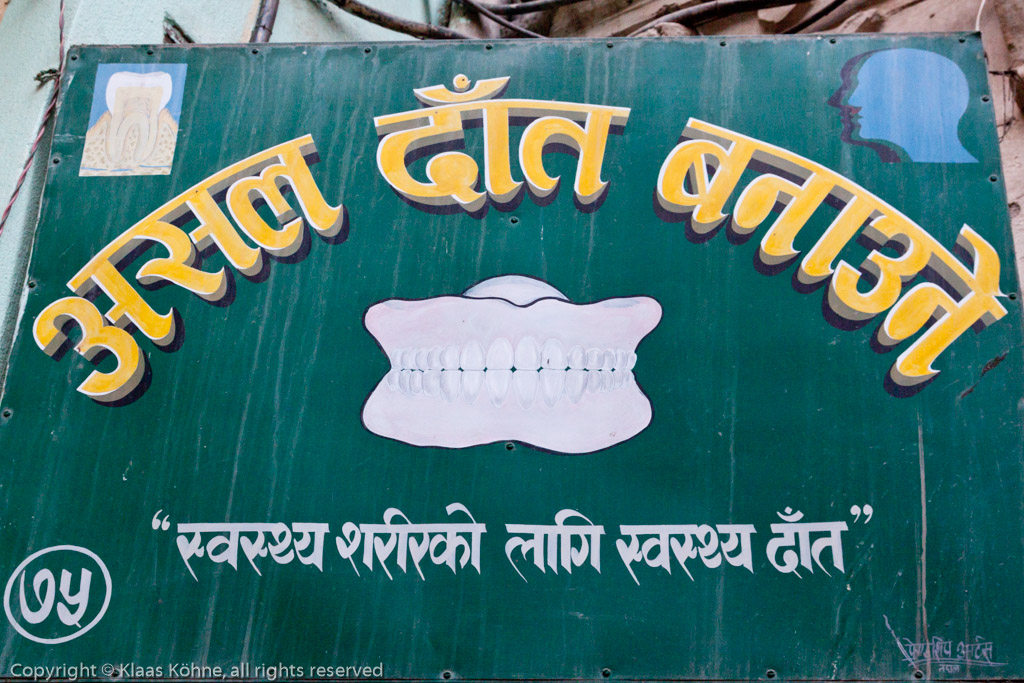 असल दाँत बनाउने
“स्वस्थ्य शरीरको लागि स्वस्थ्य दाँत”
७५
Copyright © Klaas Köhne, all rights reserved